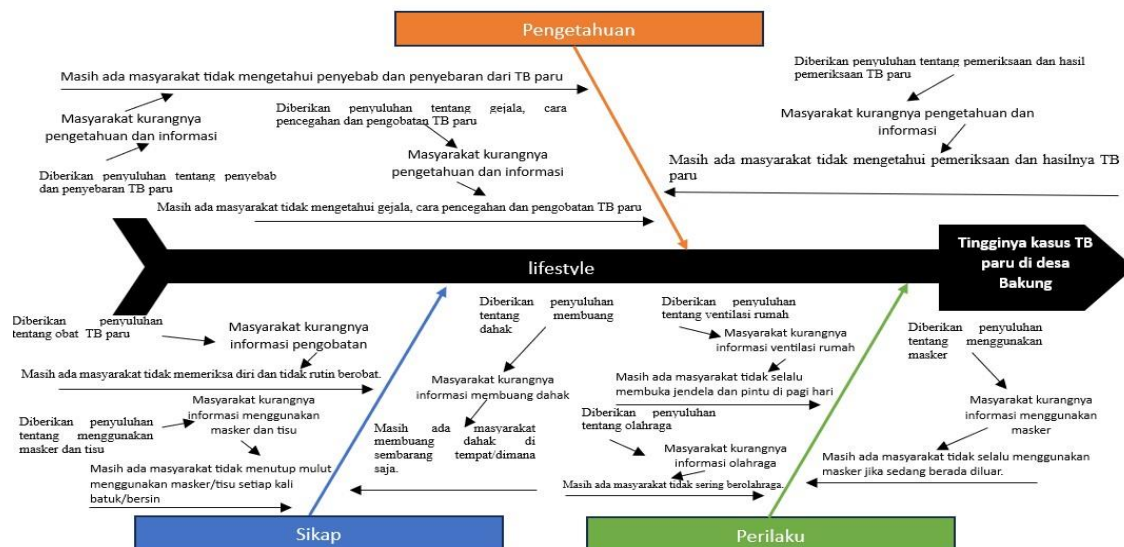 Pengetahuan
Masih ada masyarakat tidak mengetahui penyebab dan penyebaran dari TB paru
Masyarakat kurangnya
pengetahuan dan informasi
Diberikan penyuluhan tentang penyebab
dan penyebaran TB paru
Diberikan penyuluhan tentang gejala, cara
pencegahan dan pengobatan TB paru
Masyarakat kurangnya
pengetahuan dan informasi
Masih ada masyarakat tidak mengetahui gejala, cara pencegahan dan pengobatan TB paru
Diberikan penyuluhan tentang pemeriksaan dan hasil
pemeriksaan TB paru
Masyarakat kurangnya pengetahuan dan
informasi
Masih ada masyarakat tidak mengetahui pemeriksaan dan hasilnya TB
paru
lifestyle
Tingginya kasus TB
paru di desa
Bakung
Diberikan penyuluhan
tentang obat TB paru
Masyarakat kurangnya
informasi pengobatan
Masih ada masyarakat tidak memeriksa diri dan tidak rutin berobat.
Diberikan penyuluhan
tentang menggunakan
masker dan tisu
Masyarakat kurangnya
informasi menggunakan
masker dan tisu
Masih ada masyarakat tidak menutup mulut
menggunakan masker/tisu setiap kali
batuk/bersin
Diberikan penyuluhan
tentang membuang
dahak
Masyarakat kurangnya
informasi membuang dahak
Masih ada masyarakat
membuang dahak di
sembarang tempat/dimana
saja.
Diberikan penyuluhan
tentang ventilasi rumah
Masyarakat kurangnya
informasi ventilasi rumah
Masih ada masyarakat tidak selalu
membuka jendela dan pintu di pagi hari
Diberikan penyuluhan
tentang olahraga
Masyarakat kurangnya
informasi olahraga
Masih ada masyarakat tidak sering berolahraga.
Diberikan penyuluhan
tentang menggunakan
masker
Masyarakat kurangnya
informasi menggunakan
masker
Masih ada masyarakat tidak selalu menggunakan
masker jika sedang berada diluar.
Sikap
Perilaku